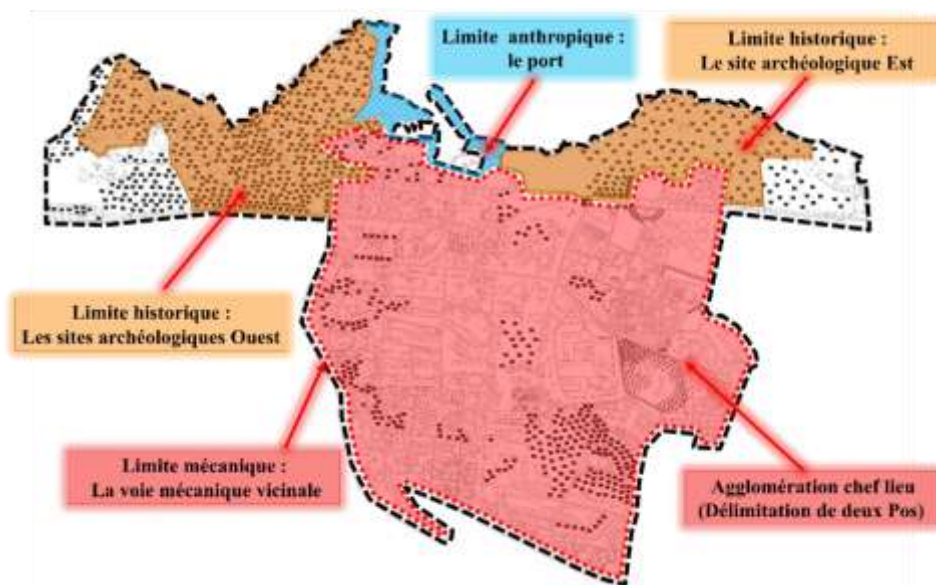 Limite anthropique :
le port
Limite historique :
Le site archéologique Est
Limite historique :
Les sites archéologiques Ouest
Limite mécanique :
La voie mécanique vicinale
Agglomération chef lieu
(Délimitation de deux Pos)